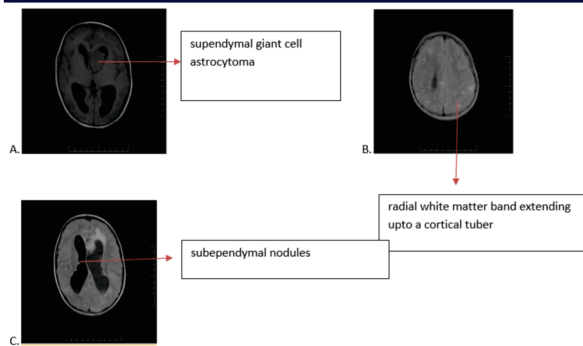 supendymal giant cell
astrocytoma
A.
B.
radial white matter band extending
upto a cortical tuber
subependymal nodules
C.